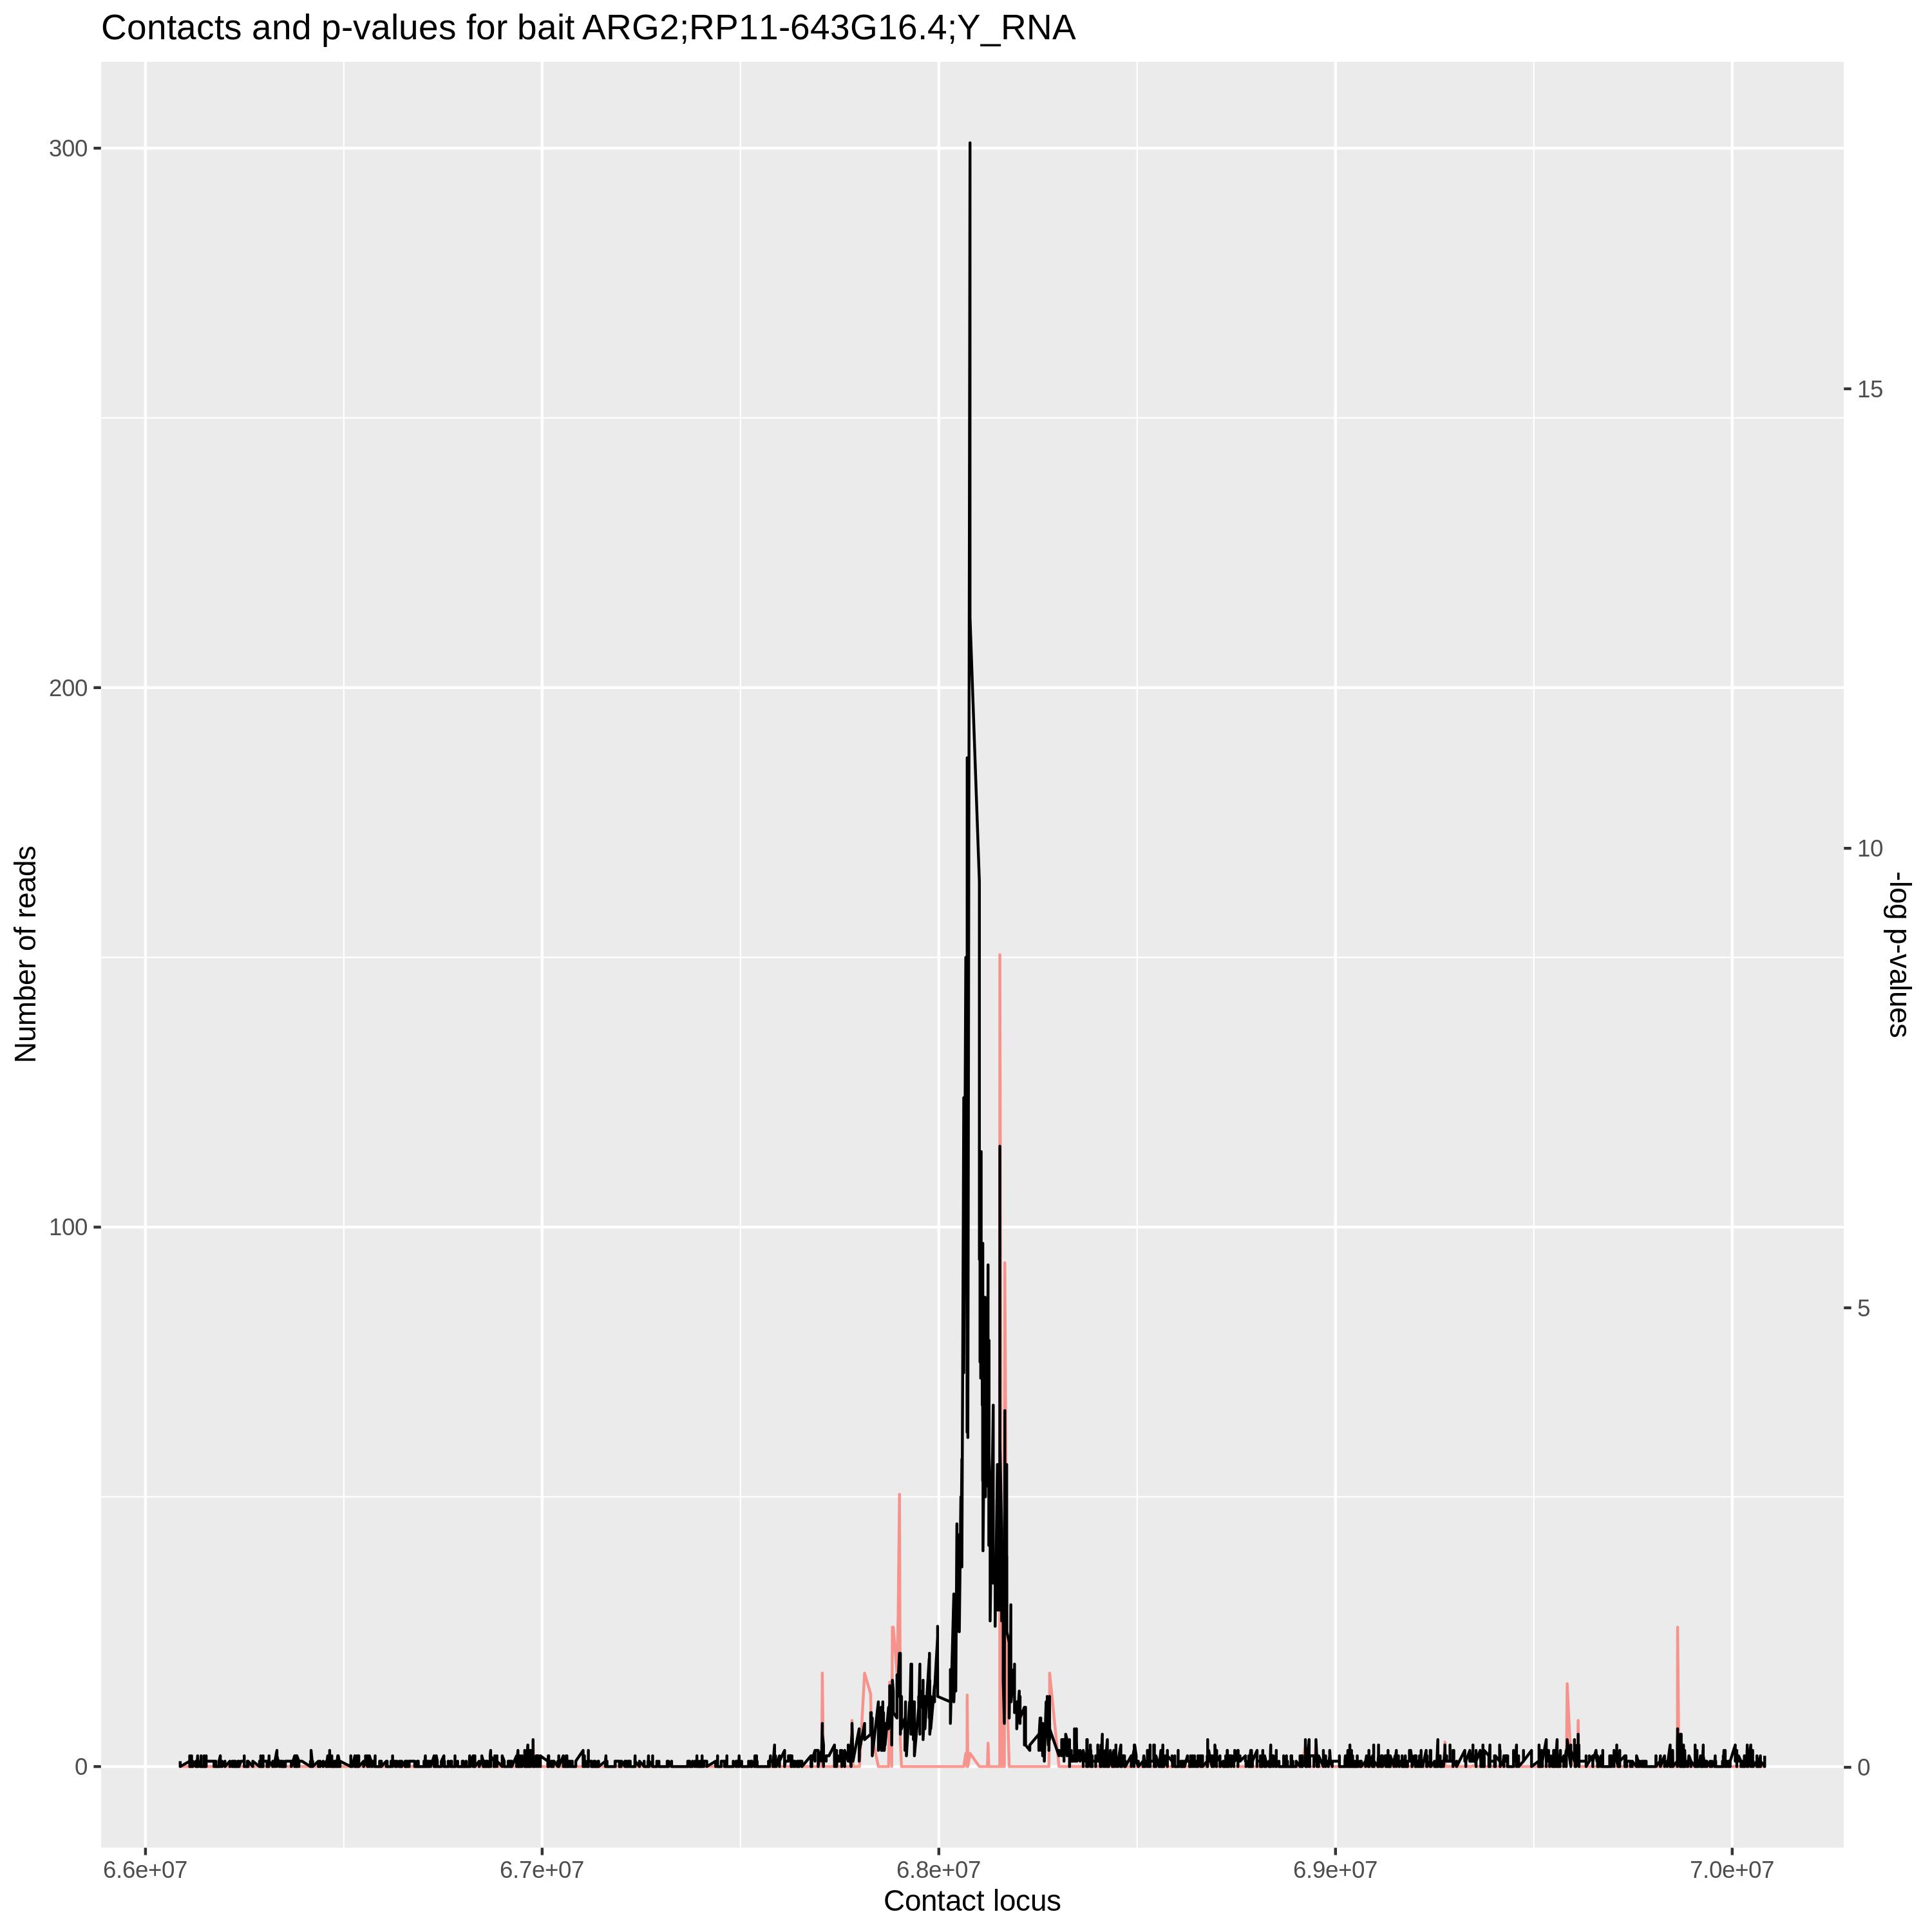 Contacts and p-values for bait ARG2;RP11-643G16.4;Y_RNA
300
200
100
0
Number of reads
15
10
5
0
-log p-values
6.6e+07
6.7e+07
6.8e+07
6.9e+07
7.0e+07
Contact locus